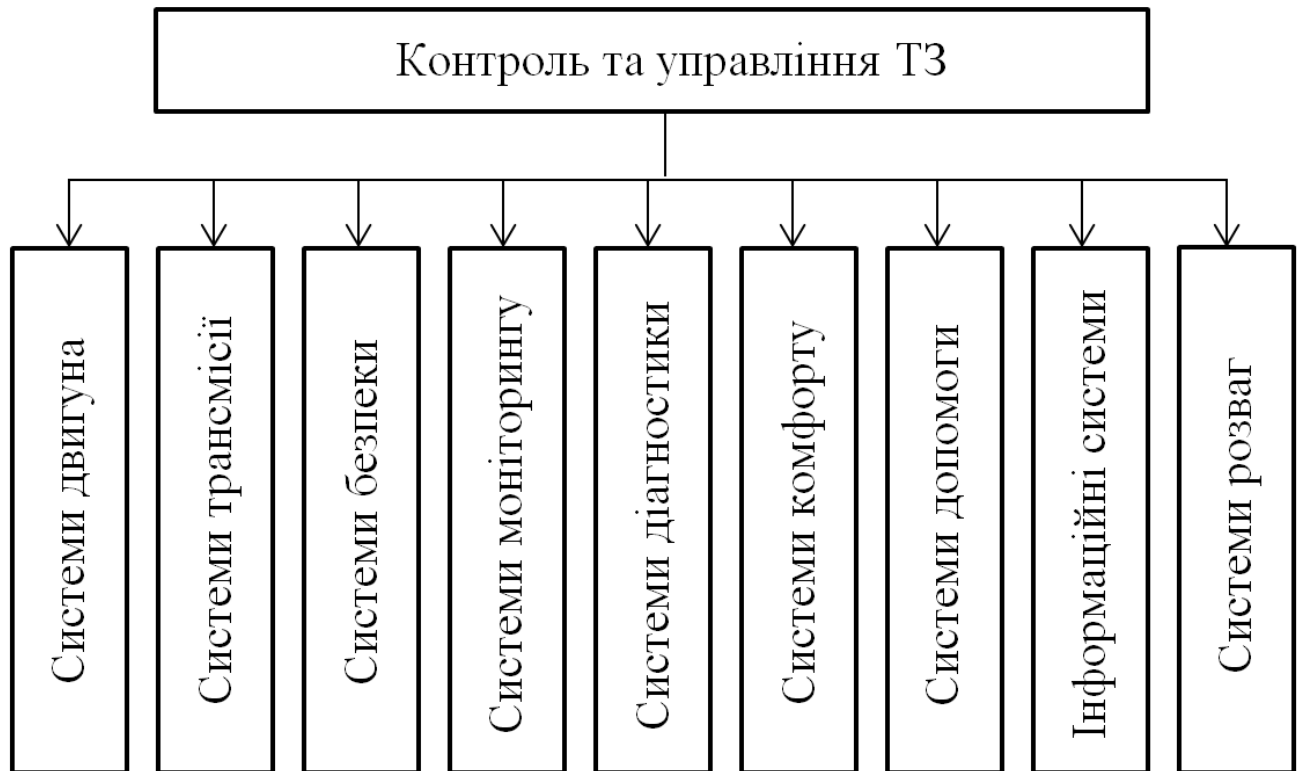 Контроль та управління ТЗ
Системи двигуна
Системи трансмісії
Системи безпеки
Системи моніторингу
Системи діагностики
Системи комфорту
Системи допомоги
Інформаційні системи
Системи розваг